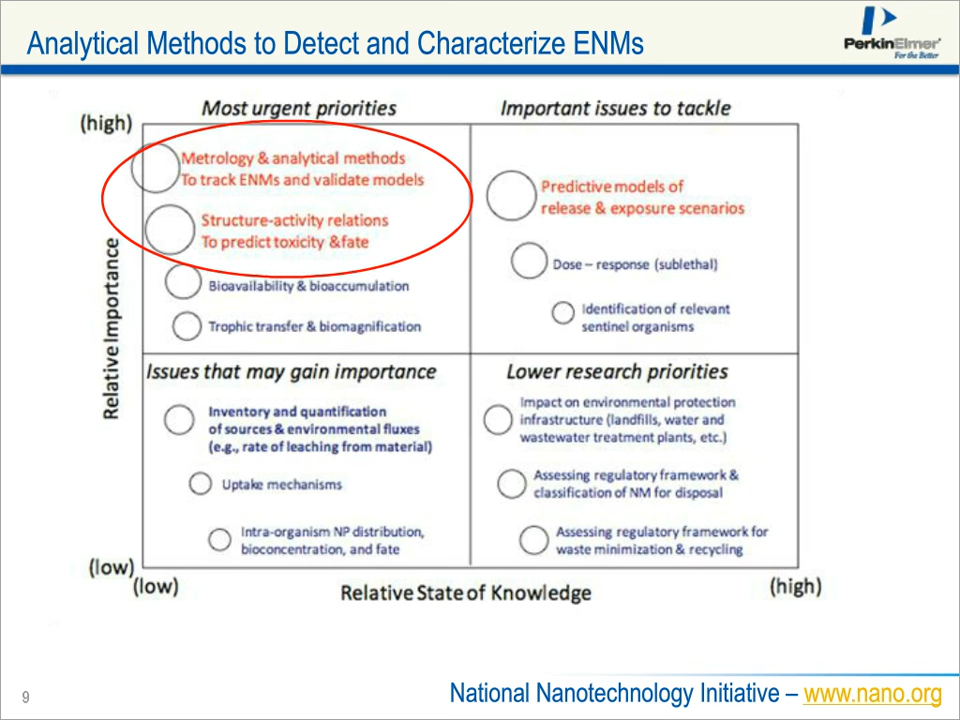 Analytical Methods to Detect and Characterize ENMs
PerkinElmer®
For the Better
Most urgent priorities
Important issues to tackle
(high)
Metrology & analytical methods
To track ENMs and validate models
Structure-activity relations
To predict toxicity &fate
Bioavailability & bioaccumulation
Trophic transfer & biomagnification
Predictive models of
release & exposure scenarios
Dose – response (sublethal)
Identification of relevant
sentinel organisms
Relative Importance
Issues that may gain importance
Lower research priorities
Inventory and quantification
of sources & environmental fluxes
(e.g., rate of leaching from material)
Uptake mechanisms
Intra-organism NP distribution,
bioconcentration, and fate
Impact on environmental protection
infrastructure (landfills, water and
wastewater treatment plants, etc.)
Assessing regulatory framework &
classification of NM for disposal
Assessing regulatory framework for
waste minimization & recycling
(low)
(low)
Relative State of Knowledge
(high)
9
National Nanotechnology Initiative – www.nano.org